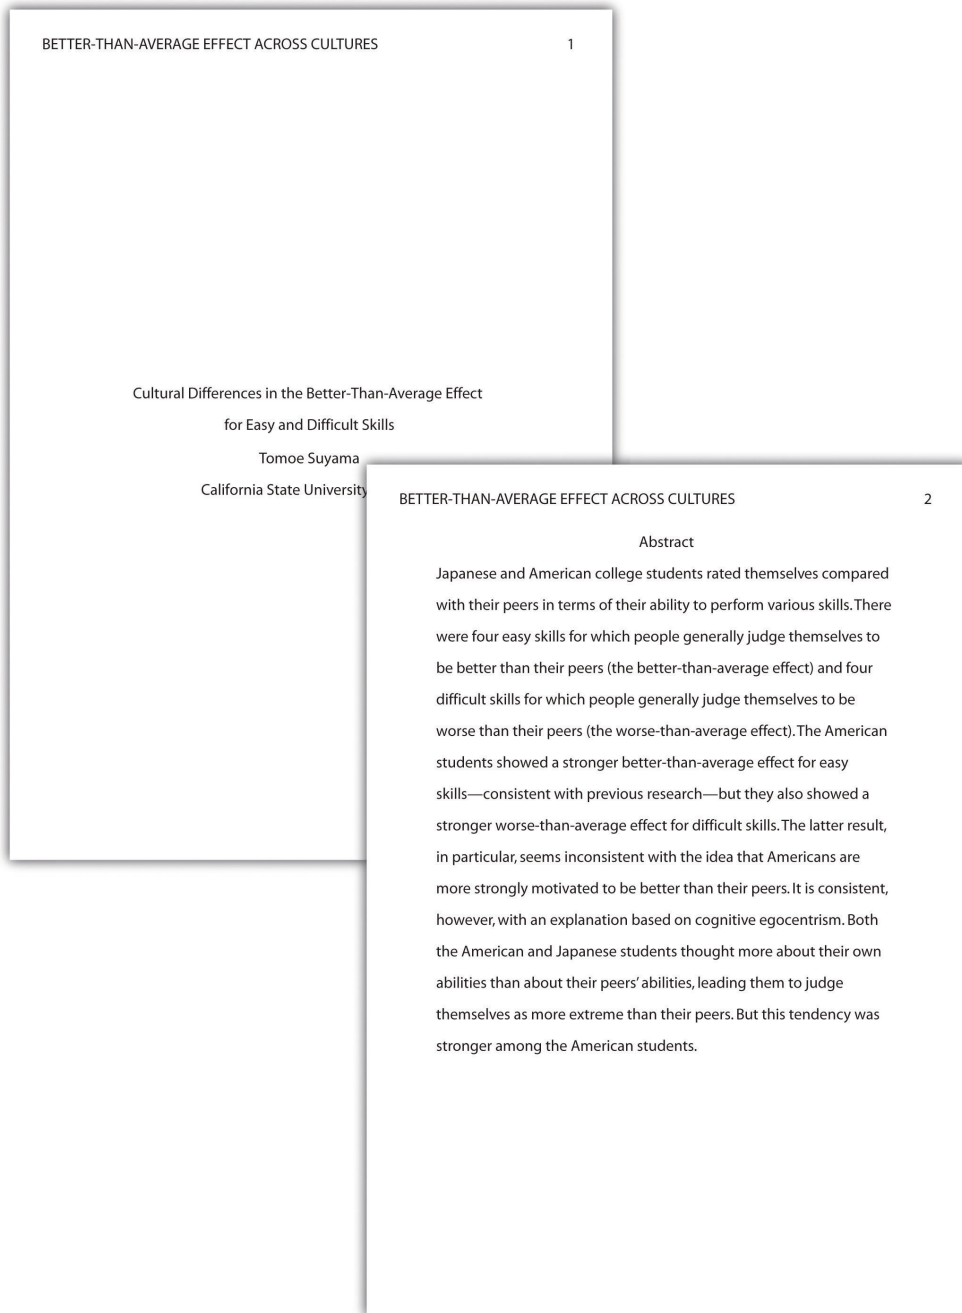 BETTER-THAN-AVERAGE EFFECT ACROSS CULTURES 1
Cultural Differences in the Better-Than-Average Effect
for Easy and Difficult Skills
Tomoe Suyama
California State University
BETTER-THAN-AVERAGE EFFECT ACROSS CULTURES 2
Abstract
Japanese and American college students rated themselves compared
with their peers in terms of their ability to perform various skills. There
were four easy skills for which people generally judge themselves to
be better than their peers (the better-than-average effect) and four
difficult skills for which people generally judge themselves to be
worse than their peers (the worse-than-average effect). The American
students showed a stronger better-than-average effect for easy
skills—consistent with previous research—but they also showed a
stronger worse-than-average effect for difficult skills. The latter result,
in particular, seems inconsistent with the idea that Americans are
more strongly motivated to be better than their peers. It is consistent,
however, with an explanation based on cognitive egocentrism. Both
the American and Japanese students thought more about their own
abilities than about their peers’ abilities, leading them to judge
themselves as more extreme than their peers. But this tendency was
stronger among the American students.